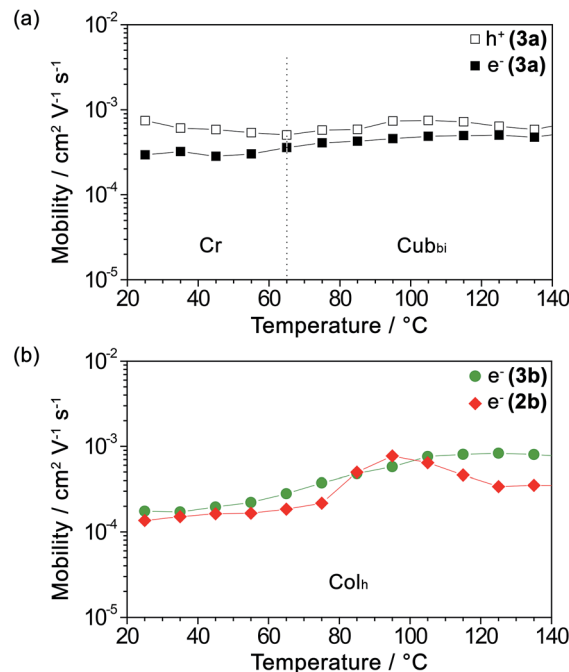 (a)
10⁻²
10⁻³
10⁻⁴
10⁻⁵
Mobility / cm² V⁻¹ s⁻¹
□ h⁺ (3a)
■ e⁻ (3a)
Cr
Cub_bi
20 40 60 80 100 120 140
Temperature / °C
(b)
10⁻²
10⁻³
10⁻⁴
10⁻⁵
Mobility / cm² V⁻¹ s⁻¹
e⁻ (3b)
e⁻ (2b)
Col_h
20 40 60 80 100 120 140
Temperature / °C